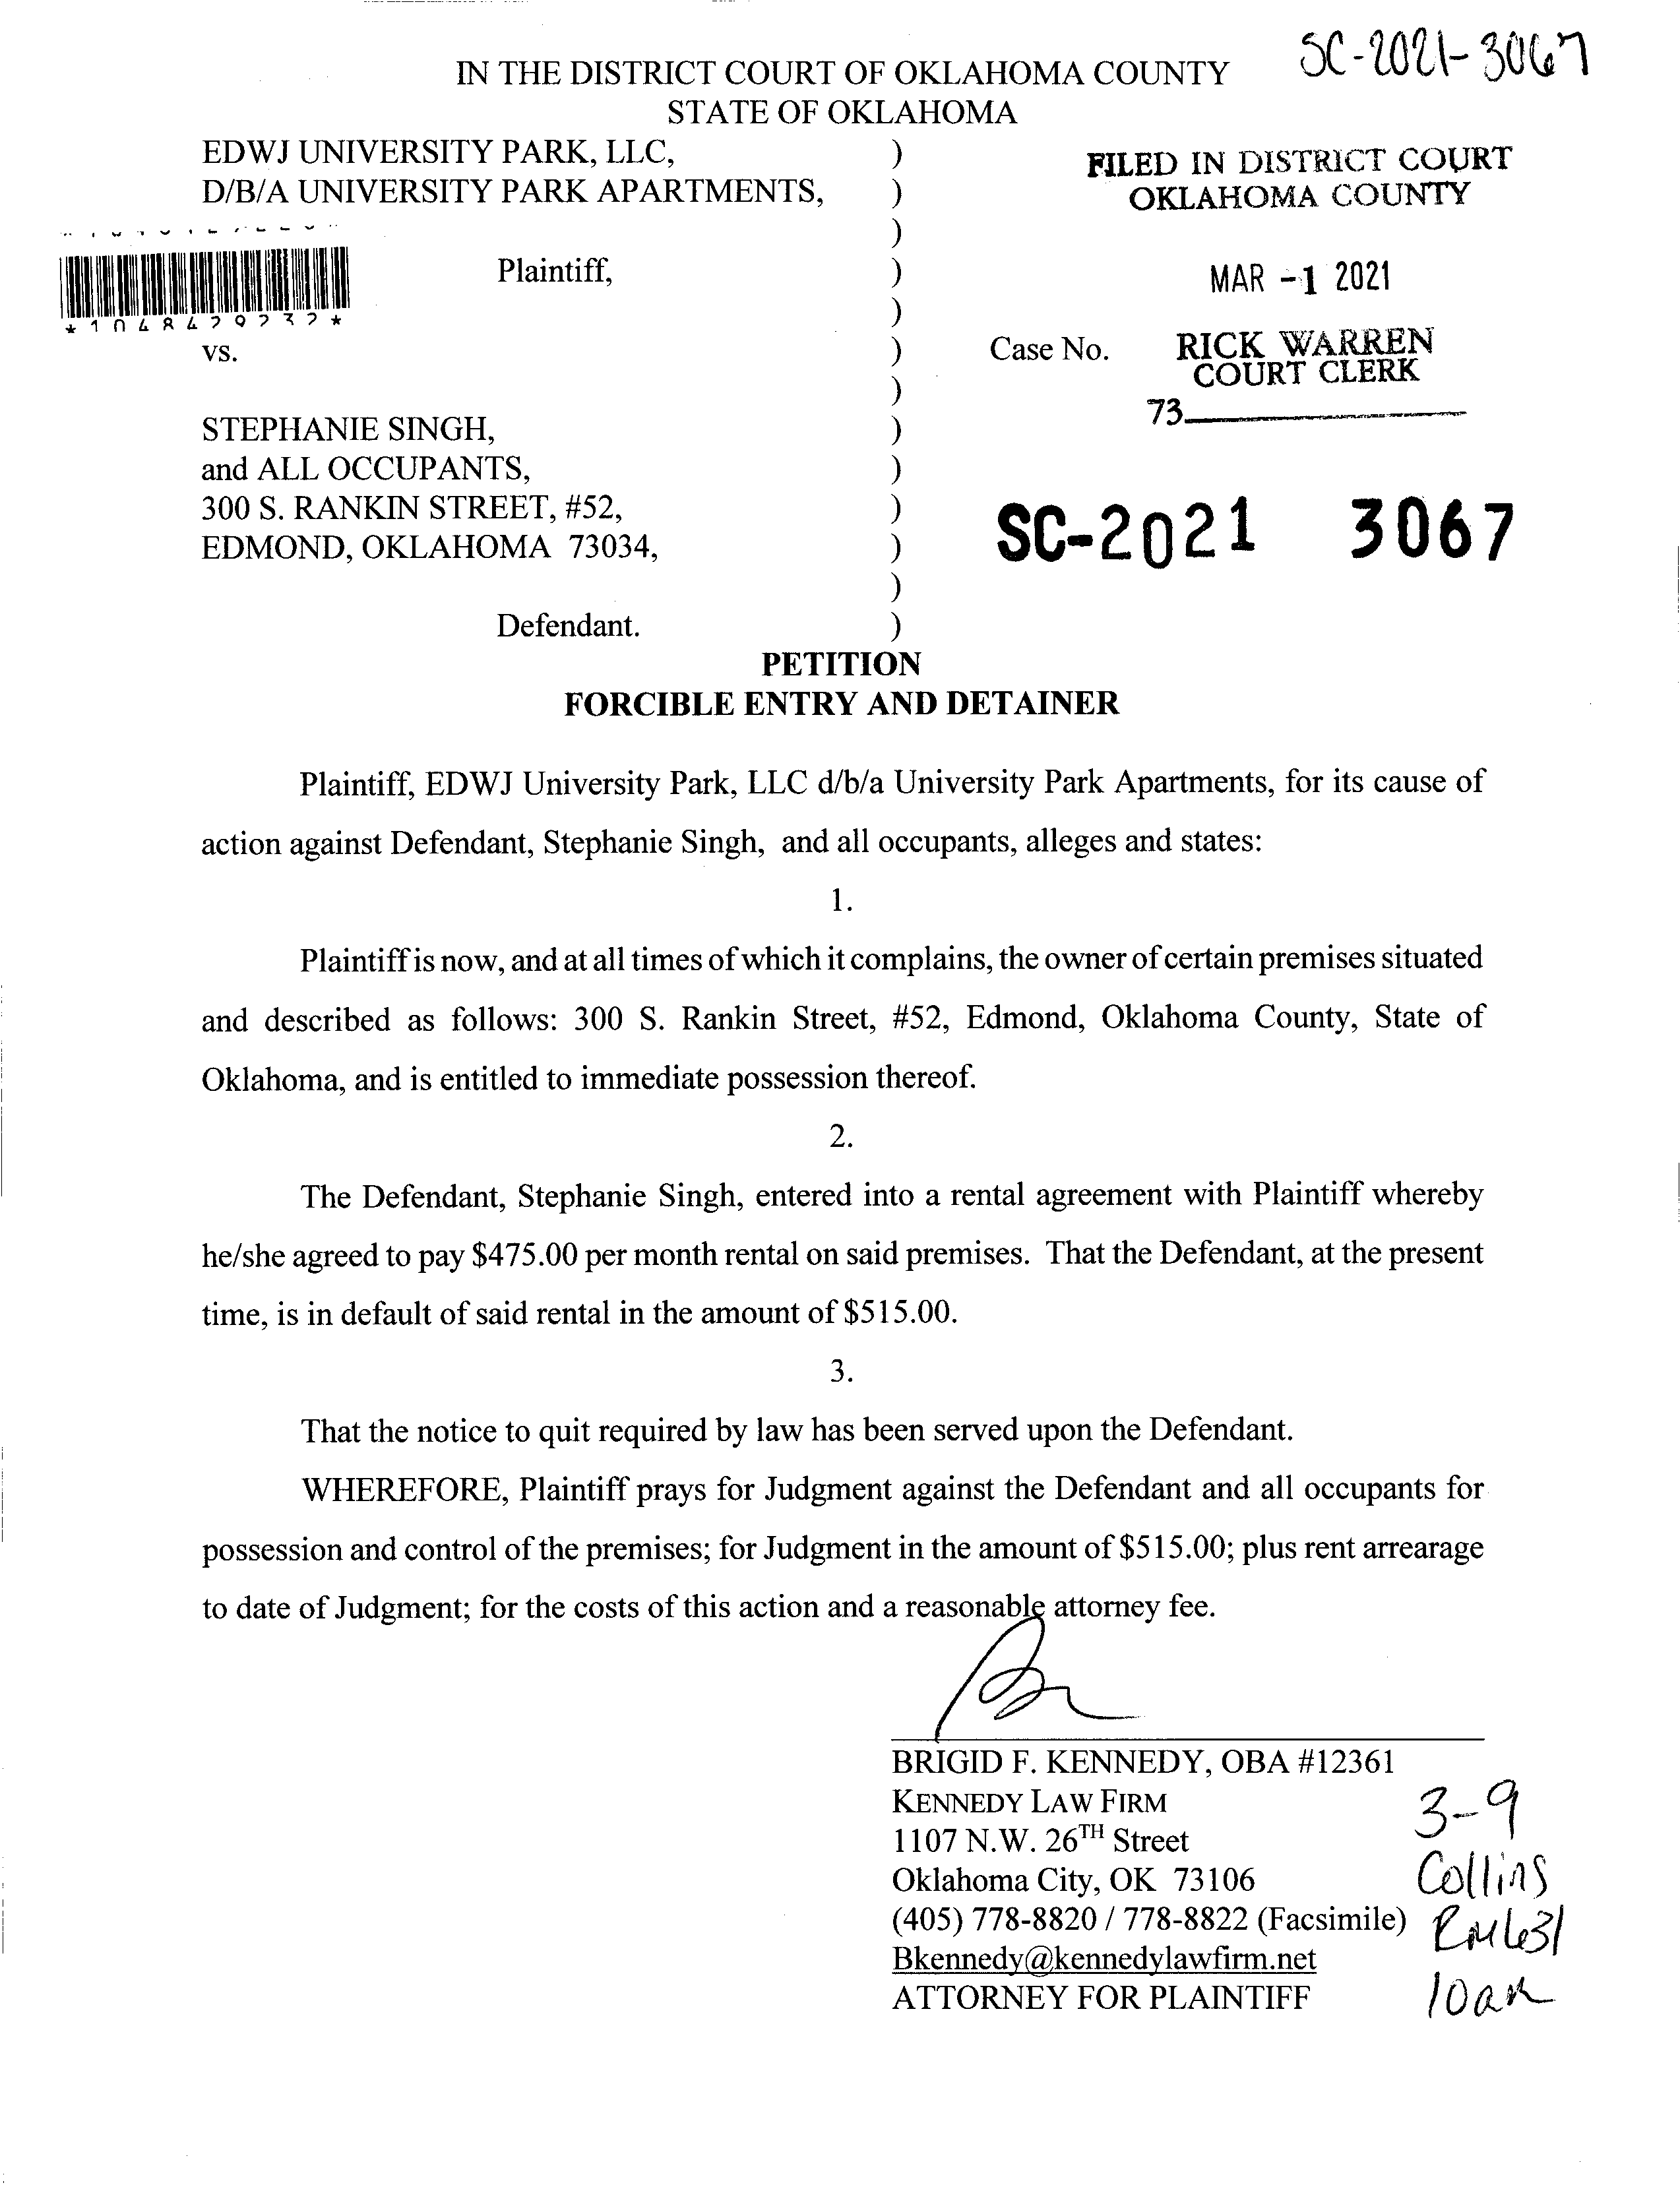 SC-2021-3067
IN THE DISTRICT COURT OF OKLAHOMA COUNTY
STATE OF OKLAHOMA
EDWJ UNIVERSITY PARK, LLC, )
D/B/A UNIVERSITY PARK APARTMENTS, )
)
Plaintiff, )
)
vs. )
)
STEPHANIE SINGH, )
and ALL OCCUPANTS, )
300 S. RANKIN STREET, #52, )
EDMOND, OKLAHOMA 73034, )
)
Defendant. )
FILED IN DISTRICT COURT
OKLAHOMA COUNTY
MAR -1 2021
Case No.
RICK WARREN
COURT CLERK
73
SC-2021 3067
PETITION
FORCIBLE ENTRY AND DETAINER
Plaintiff, EDWJ University Park, LLC d/b/a University Park Apartments, for its cause of
action against Defendant, Stephanie Singh, and all occupants, alleges and states:
1.
Plaintiff is now, and at all times of which it complains, the owner of certain premises situated
and described as follows: 300 S. Rankin Street, #52, Edmond, Oklahoma County, State of
Oklahoma, and is entitled to immediate possession thereof.
2.
The Defendant, Stephanie Singh, entered into a rental agreement with Plaintiff whereby
he/she agreed to pay $475.00 per month rental on said premises. That the Defendant, at the present
time, is in default of said rental in the amount of $515.00.
3.
That the notice to quit required by law has been served upon the Defendant.
WHEREFORE, Plaintiff prays for Judgment against the Defendant and all occupants for
possession and control of the premises; for Judgment in the amount of $515.00; plus rent arrearage
to date of Judgment; for the costs of this action and a reasonable attorney fee.
BRIGID F. KENNEDY, OBA #12361
KENNEDY LAW FIRM
1107 N.W. 26TH Street
Oklahoma City, OK 73106
(405) 778-8820 / 778-8822 (Facsimile)
Bkennedy@kennedylawfirm.net
ATTORNEY FOR PLAINTIFF
3-9
Collins
RM 631
10am